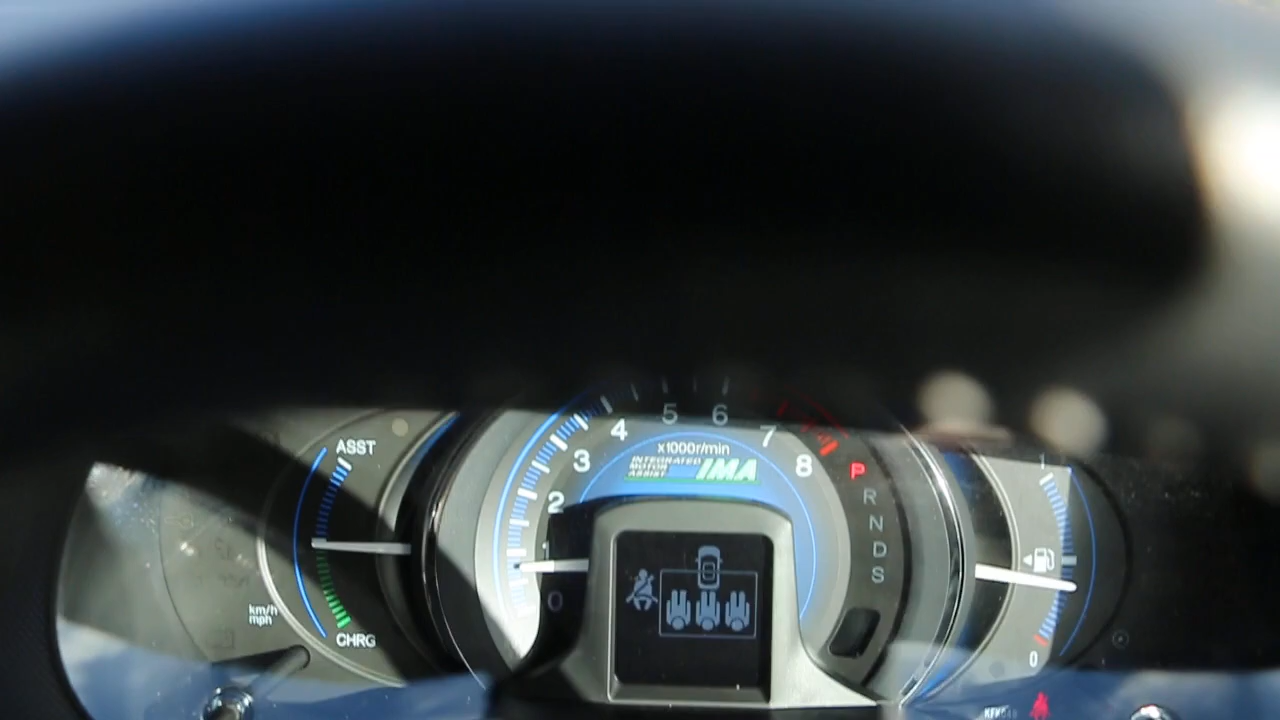 ASST
km/h
mph
CHRG
0
1
2
3
4
5
6
7
8
x1000r/min
INTEGRATED
MOTOR
ASSIST
IMA
P
R
N
D
S
1
0